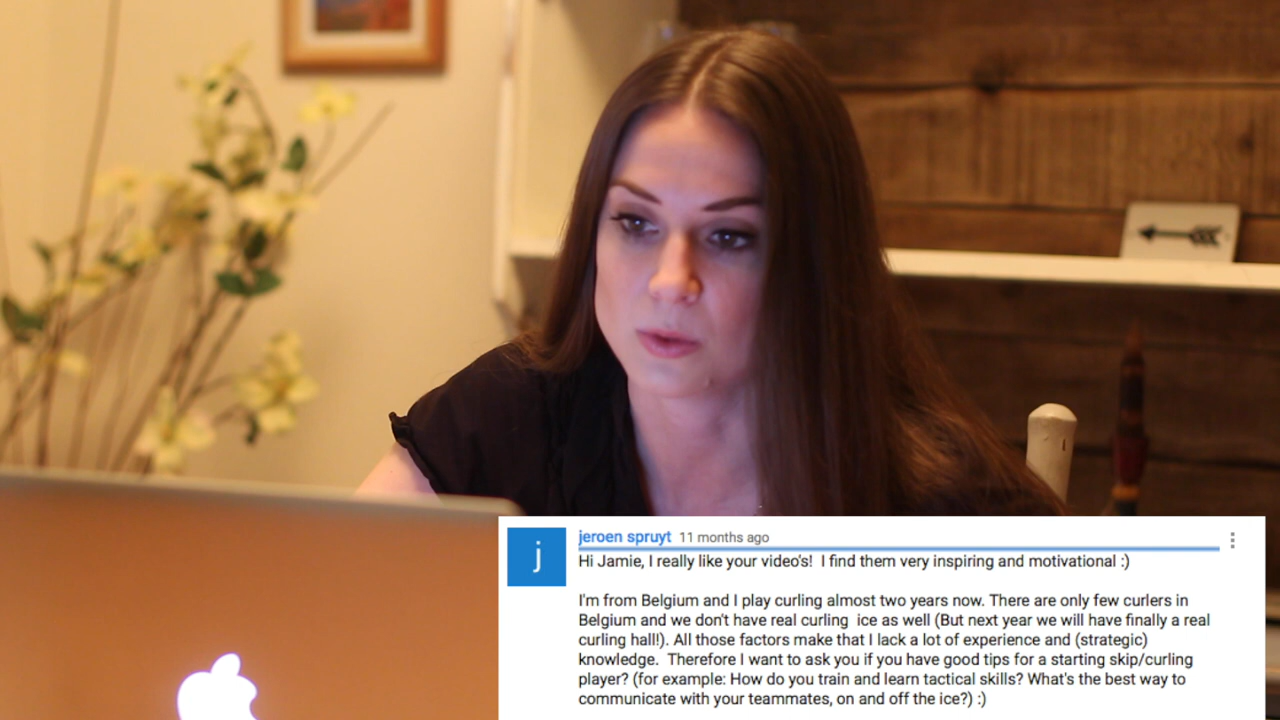 j
jeroen spruyt 11 months ago
Hi Jamie, I really like your video's!  I find them very inspiring and motivational :)
I'm from Belgium and I play curling almost two years now. There are only few curlers in
Belgium and we don't have real curling  ice as well (But next year we will have finally a real
curling hall!). All those factors make that I lack a lot of experience and (strategic)
knowledge.  Therefore I want to ask you if you have good tips for a starting skip/curling
player? (for example: How do you train and learn tactical skills? What's the best way to
communicate with your teammates, on and off the ice?) :)